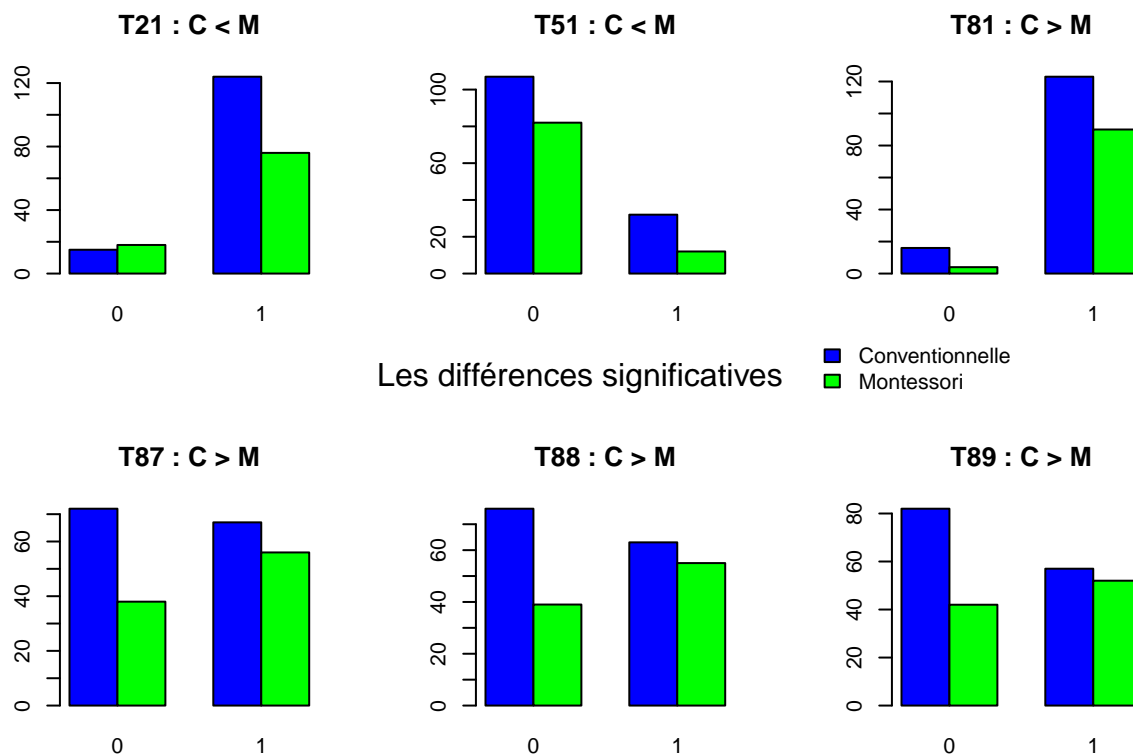 T21 : C < M
T51 : C < M
T81 : C > M
0 40 80 120
0 1
0 20 60 100
0 1
0 40 80 120
0 1
Les différences significatives
Conventionnelle
Montessori
T87 : C > M
T88 : C > M
T89 : C > M
0 20 40 60
0 1
0 20 40 60
0 1
0 20 40 60 80
0 1